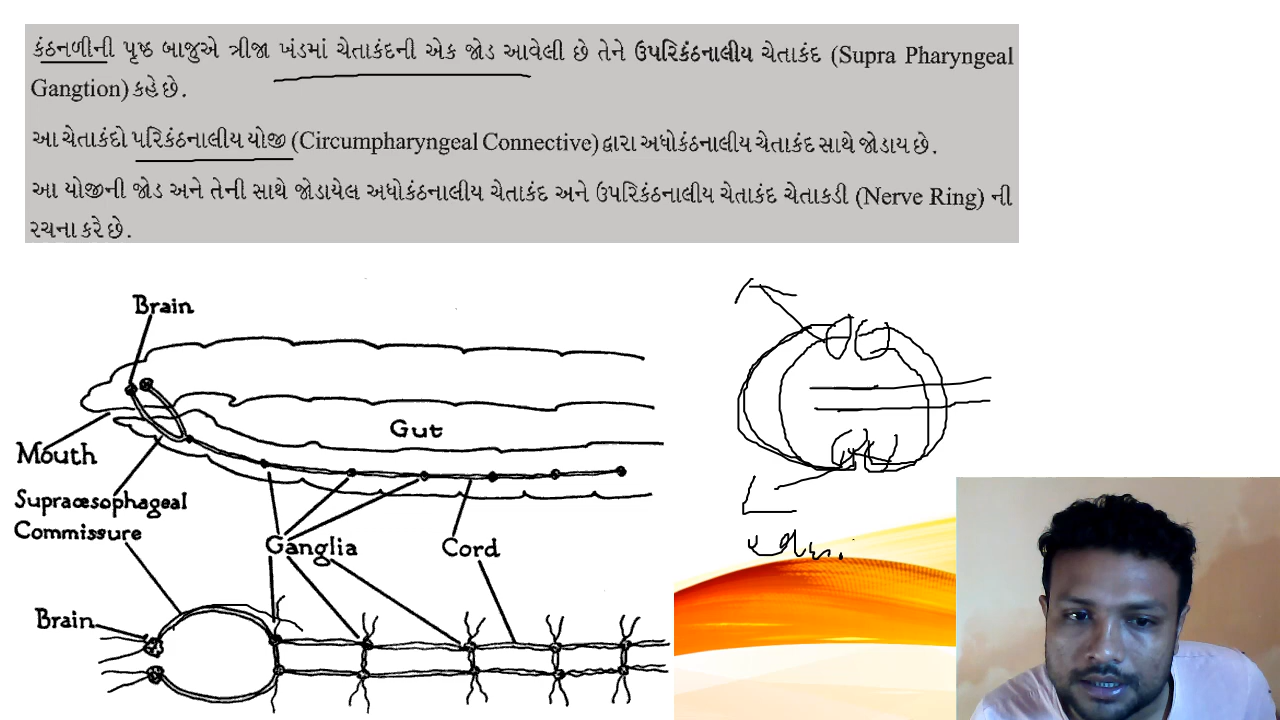 કંઠનળીની પૃષ્ઠ બાજુએ ત્રીજા ખંડમાં ચેતાકંદની એક જોડ આવેલી છે તેને ઉપરિકંઠનાલીય ચેતાકંદ (Supra Pharyngeal
Gangtion) કહે છે.
આ ચેતાકંદો પરિકંઠનાલીય યોજી (Circumpharyngeal Connective) દ્વારા અધોકંઠનાલીય ચેતાકંદ સાથે જોડાય છે.
આ યોજીની જોડ અને તેની સાથે જોડાયેલ અધોકંઠનાલીય ચેતાકંદ અને ઉપરિકંઠનાલીય ચેતાકંદ ચેતાકડી (Nerve Ring) ની
રચના કરે છે.
Brain
Gut
Mouth
Supraœsophageal
Commissure
Ganglia
Cord
Brain